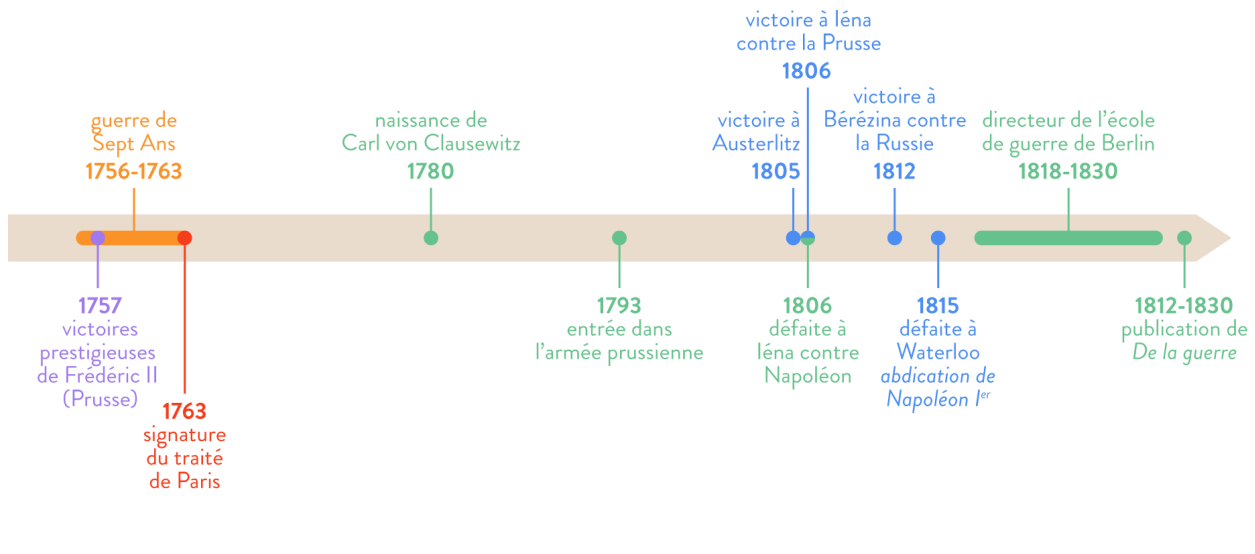 victoire à Iéna
contre la Prusse
1806
guerre de
Sept Ans
1756-1763
naissance de
Carl von Clausewitz
1780
victoire à
Austerlitz
1805
victoire à
Bérézina contre
la Russie
1812
directeur de l'école
de guerre de Berlin
1818-1830
1757
victoires
prestigieuses
de Frédéric II
(Prusse)
1763
signature
du traité
de Paris
1793
entrée dans
l'armée prussienne
1806
défaite à
Iéna contre
Napoléon
1815
défaite à
Waterloo
abdication de
Napoléon Ier
1812-1830
publication de
De la guerre